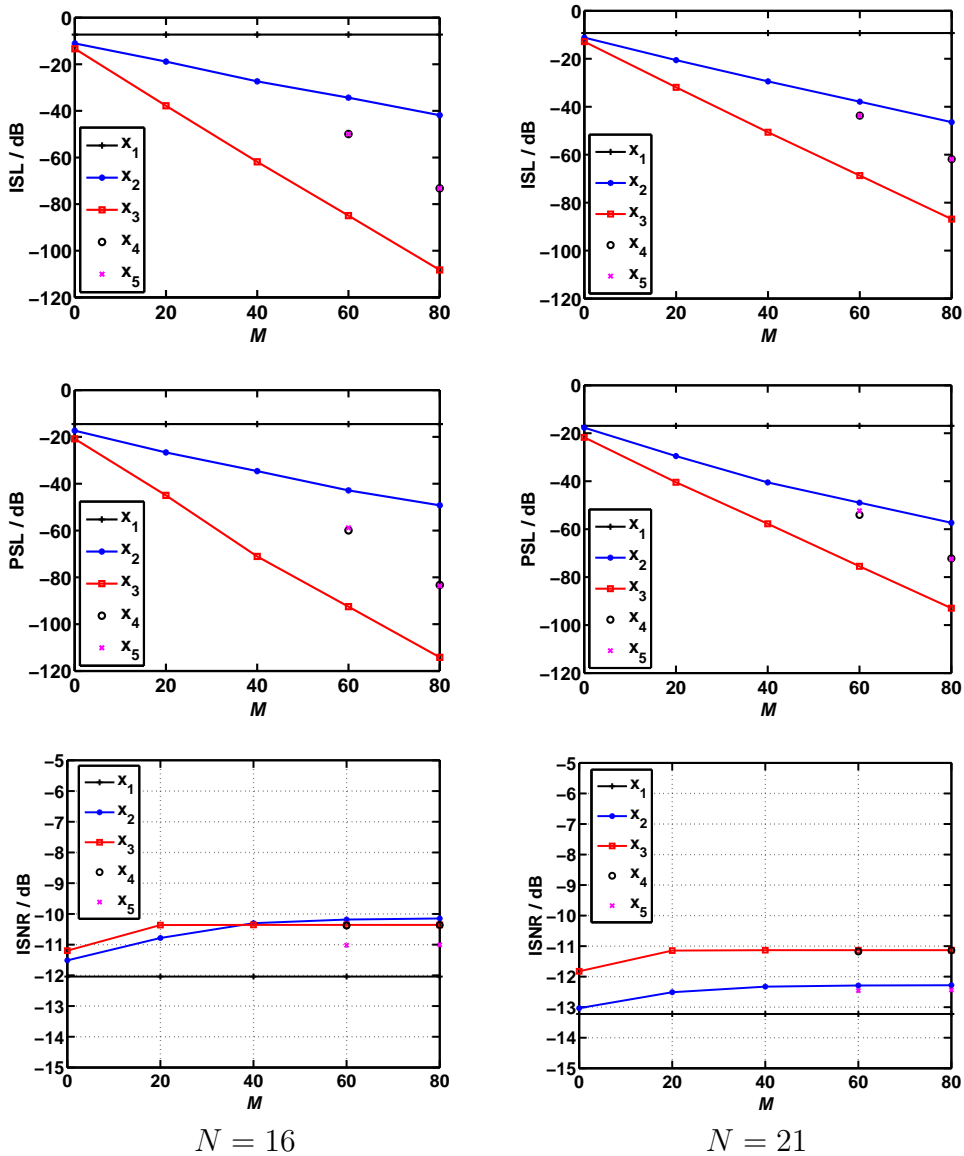 0
−20
−40
−60
−80
−100
−120
ISL / dB
x1
x2
x3
x4
x5
0 20 40 60 80
M
0
−20
−40
−60
−80
−100
−120
ISL / dB
x1
x2
x3
x4
x5
0 20 40 60 80
M
0
−20
−40
−60
−80
−100
−120
PSL / dB
x1
x2
x3
x4
x5
0 20 40 60 80
M
0
−20
−40
−60
−80
−100
−120
PSL / dB
x1
x2
x3
x4
x5
0 20 40 60 80
M
−5
−6
−7
−8
−9
−10
−11
−12
−13
−14
−15
ISNR / dB
x1
x2
x3
x4
x5
0 20 40 60 80
M
N = 16
−5
−6
−7
−8
−9
−10
−11
−12
−13
−14
−15
ISNR / dB
x1
x2
x3
x4
x5
0 20 40 60 80
M
N = 21